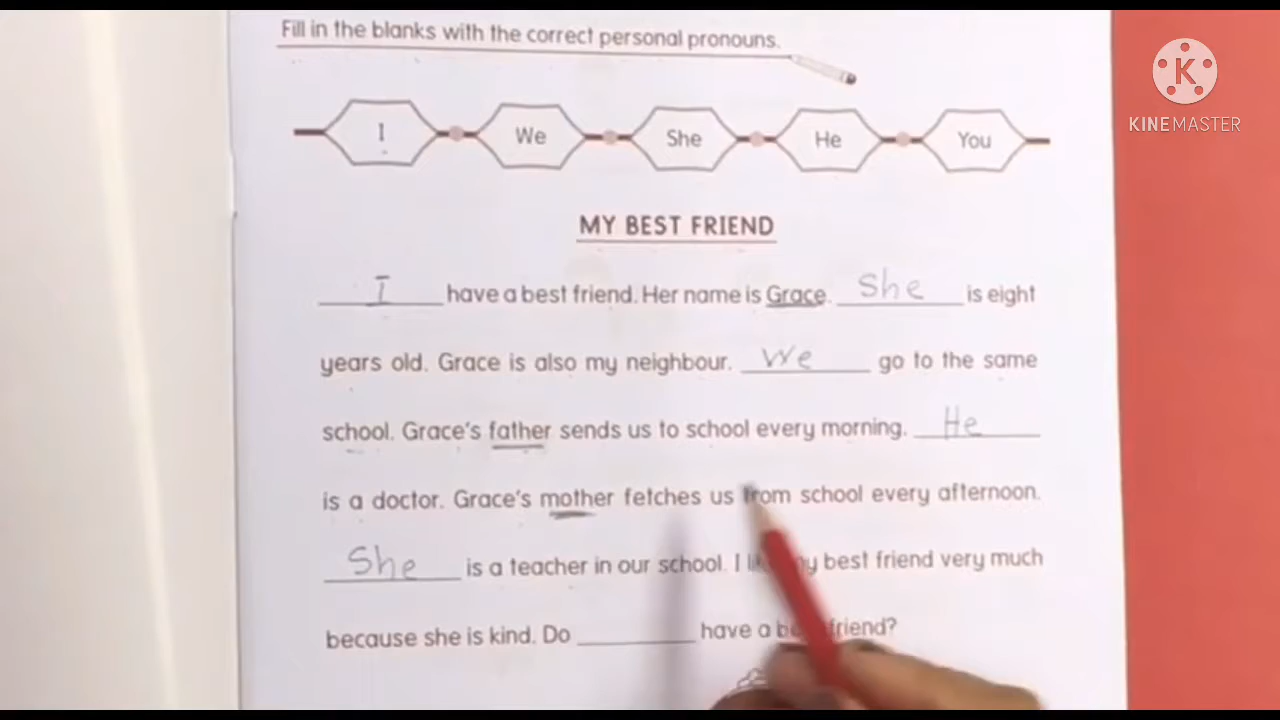 Fill in the blanks with the correct personal pronouns.
I We She He You
KINEMASTER
MY BEST FRIEND
I have a best friend. Her name is Grace. She is eight
years old. Grace is also my neighbour. We go to the same
school. Grace's father sends us to school every morning. He
is a doctor. Grace's mother fetches us from school every afternoon.
She is a teacher in our school. I my best friend very much
because she is kind. Do ________ have a best friend?